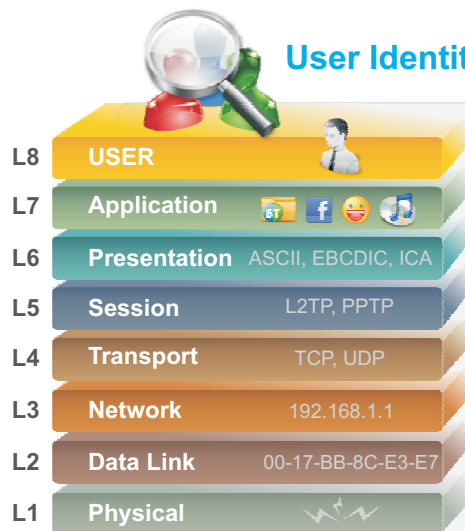 User Identit
L8 USER
L7 Application BT f
L6 Presentation ASCII, EBCDIC, ICA
L5 Session L2TP, PPTP
L4 Transport TCP, UDP
L3 Network 192.168.1.1
L2 Data Link 00-17-BB-8C-E3-E7
L1 Physical